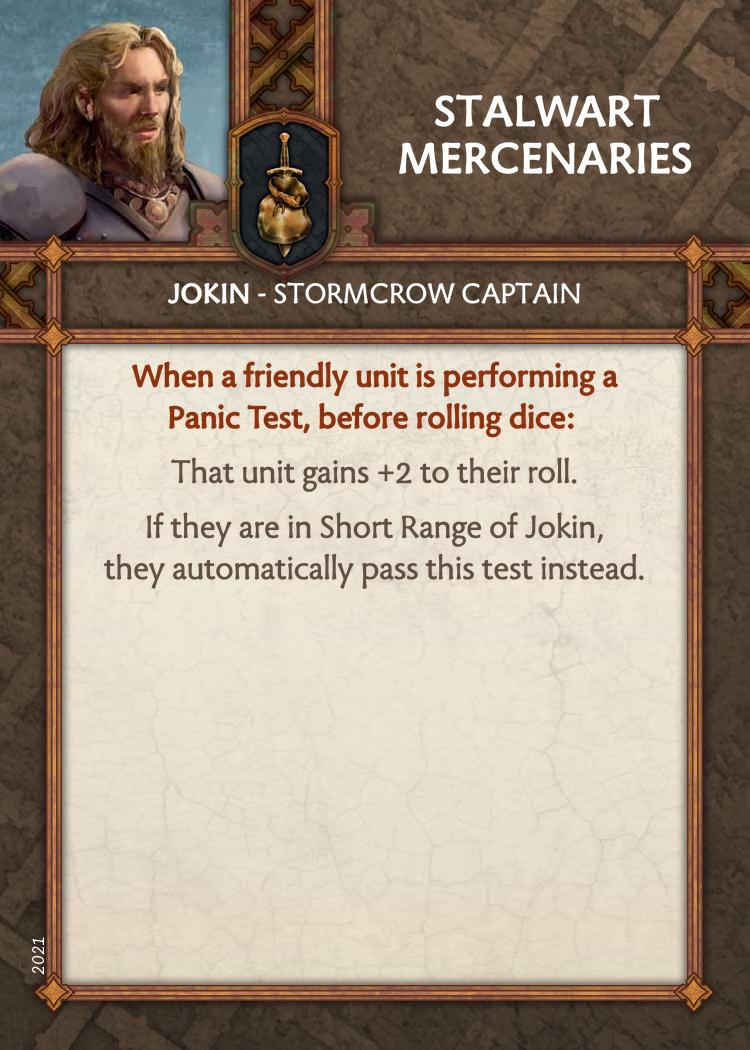 STALWART
MERCENARIES
JOKIN - STORMCROW CAPTAIN
When a friendly unit is performing a
Panic Test, before rolling dice:
That unit gains +2 to their roll.
If they are in Short Range of Jokin,
they automatically pass this test instead.
2021